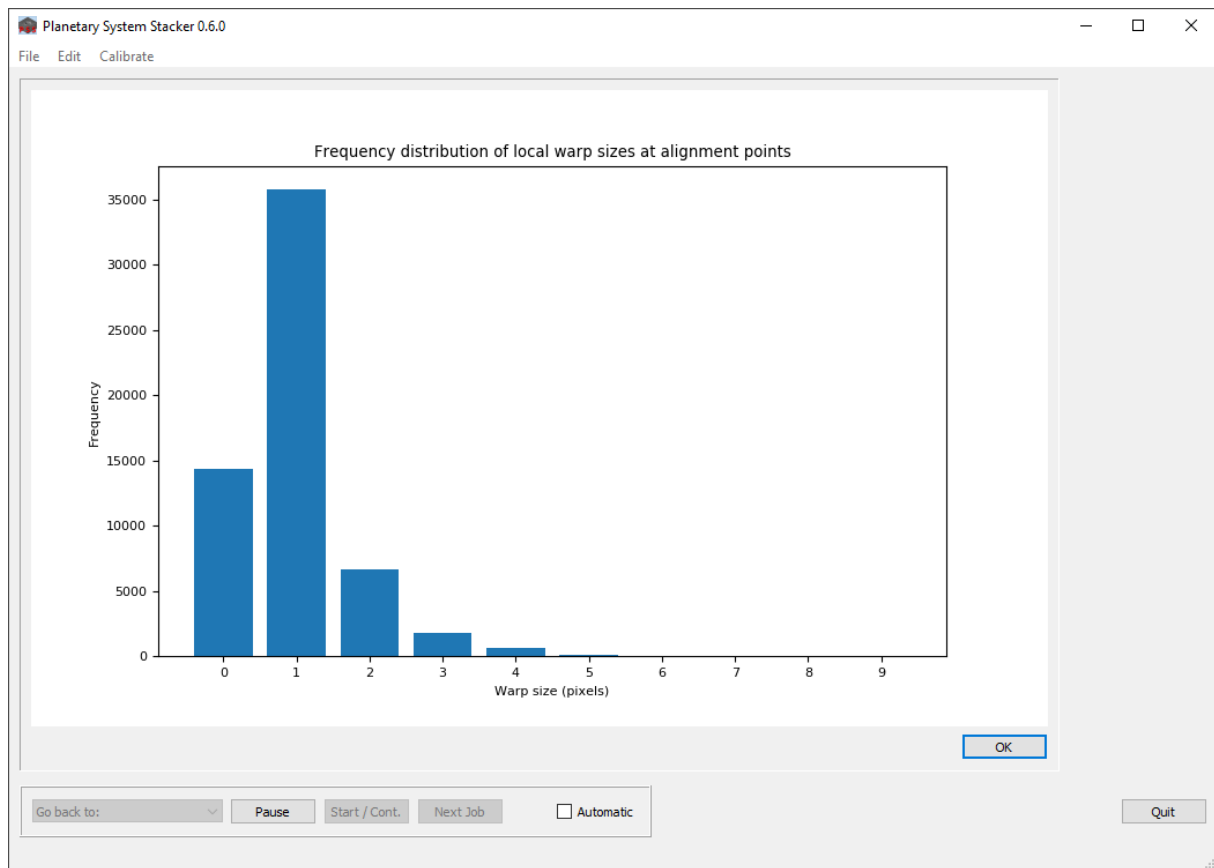 Planetary System Stacker 0.6.0
File Edit Calibrate
Frequency distribution of local warp sizes at alignment points
35000
30000
25000
20000
15000
10000
5000
0
Frequency
0 1 2 3 4 5 6 7 8 9
Warp size (pixels)
OK
Go back to: Pause Start / Cont. Next Job Automatic Quit